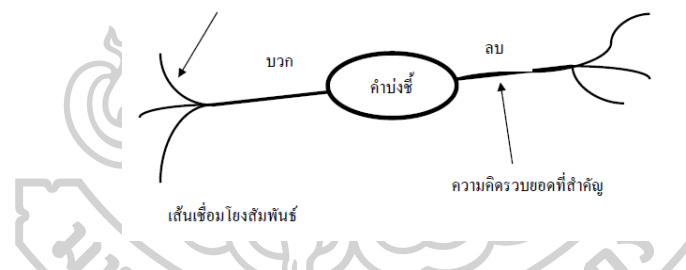 บวก
ลบ
คำบ่งชี้
ความคิดรวบยอดที่สำคัญ
เส้นเชื่อมโยงสัมพันธ์